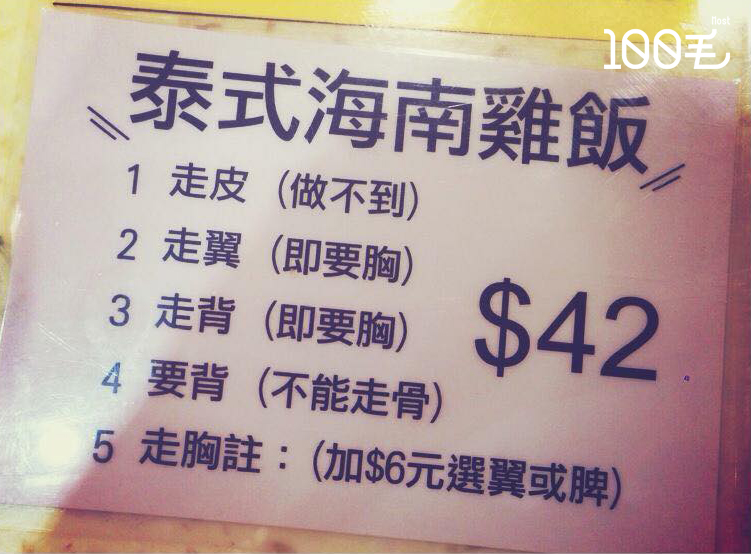 float
100毛
泰式海南雞飯
1 走皮 (做不到)
2 走翼 (即要胸)
3 走背 (即要胸)
$42
4 要背 (不能走骨)
5 走胸註：(加$6元選翼或脾)